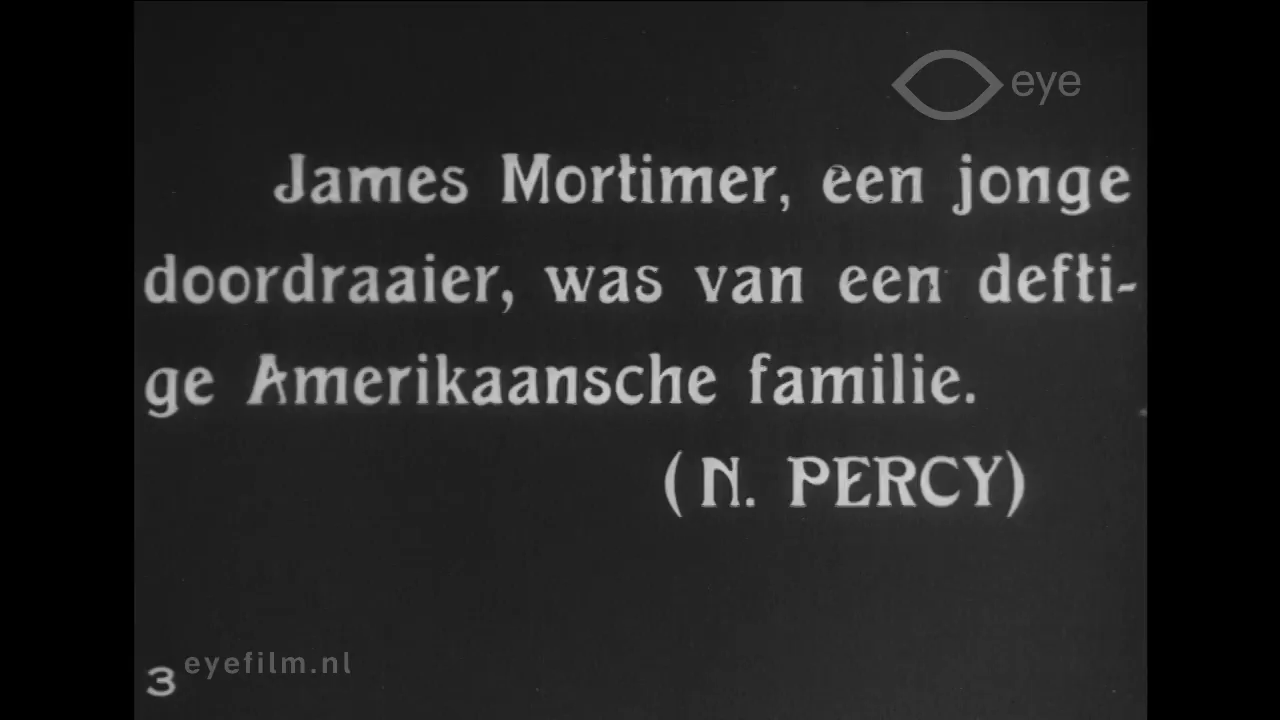 eye
James Mortimer, een jonge
doordraaier, was van een defti-
ge Amerikaansche familie.
(N. PERCY)
3 eyefilm.nl